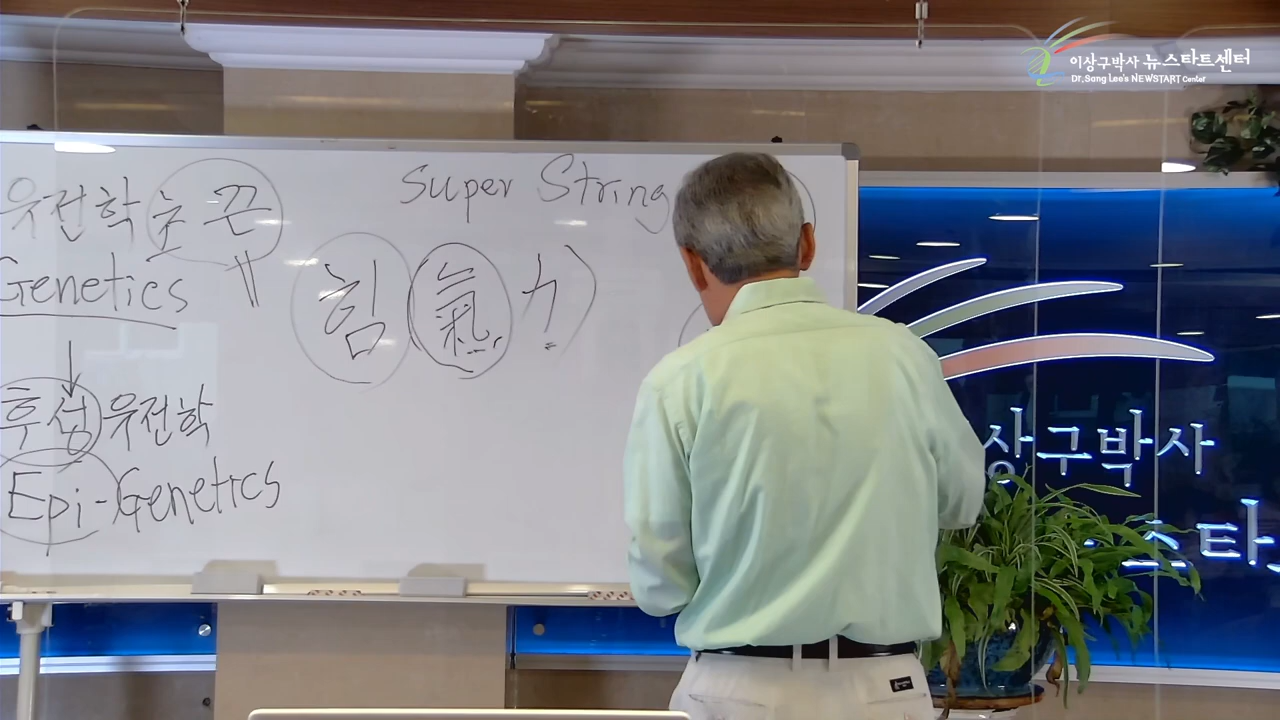 이상구박사 뉴스타트센터
Dr. Sang Lee's NEWSTART Center
유전학 초끈
Super String
Genetics
힘 (氣力)
후성 유전학
Epi-Genetics
상구박사
스타